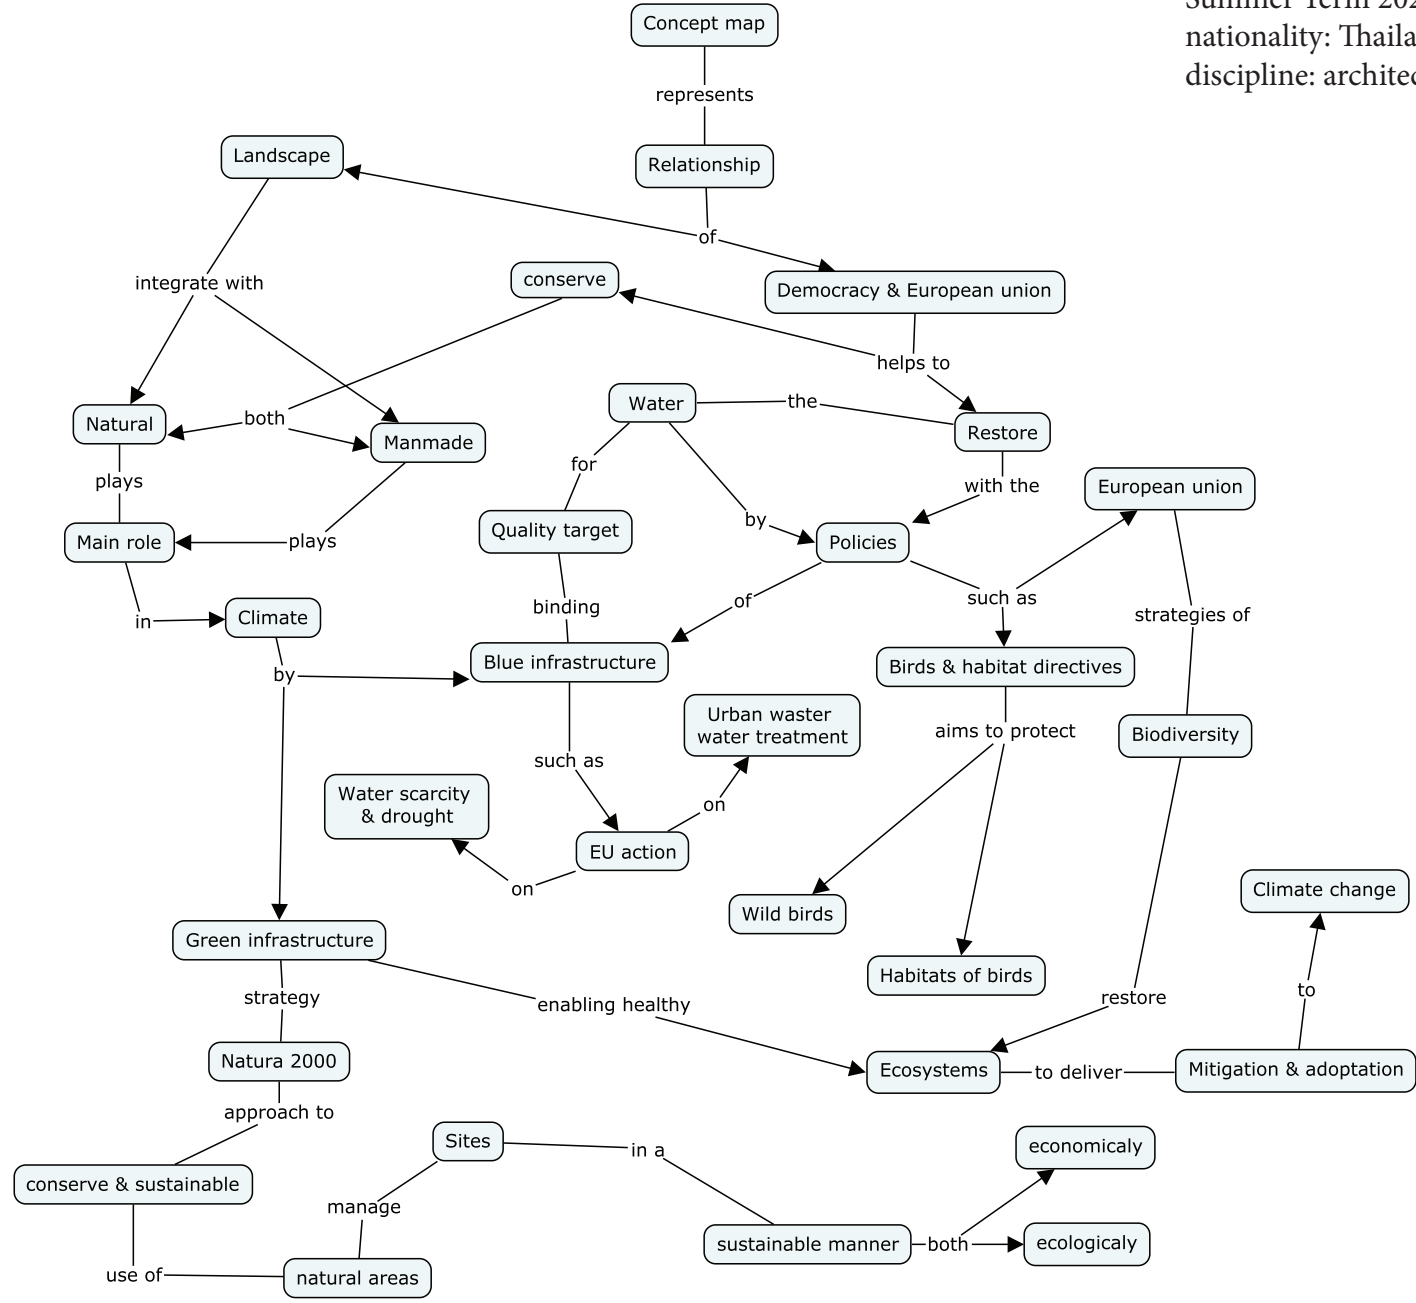 Concept map
Summer Term 202
nationality: Thaila
discipline: architec
represents
Landscape
Relationship
of
integrate with
conserve
Democracy & European union
helps to
Natural
both
Manmade
Water
the
Restore
plays
for
with the
European union
Main role
plays
Quality target
by
Policies
in
Climate
binding
of
such as
strategies of
by
Blue infrastructure
Birds & habitat directives
Urban waster
water treatment
aims to protect
Biodiversity
such as
Water scarcity
& drought
on
EU action
on
Wild birds
Climate change
Green infrastructure
Habitats of birds
strategy
enabling healthy
restore
to
Natura 2000
Ecosystems
to deliver
Mitigation & adoptation
approach to
Sites
in a
economicaly
conserve & sustainable
manage
sustainable manner
both
ecologicaly
use of
natural areas